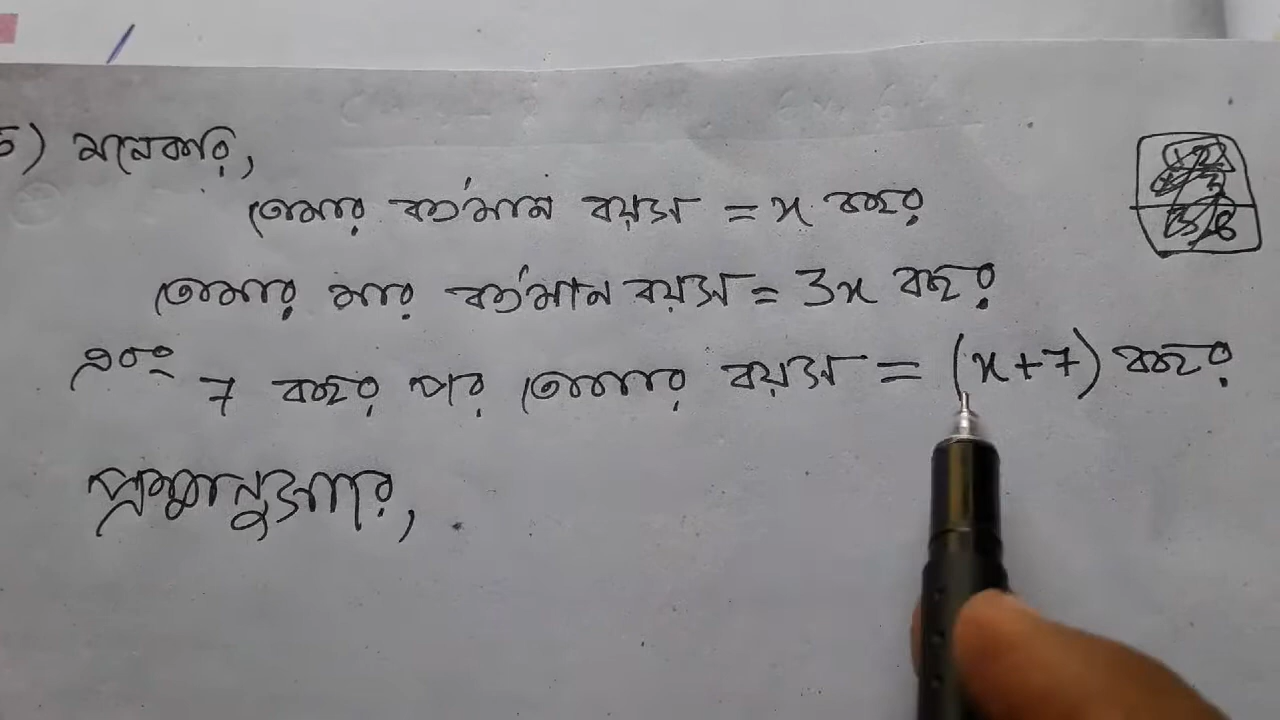 5) মনেকরি,
তোমার বর্তমান বয়স = x বছর
তোমার মার বর্তমান বয়স = 3x বছর
এবং 7 বছর পর তোমার বয়স = (x+7) বছর
প্রশ্নানুসারে,